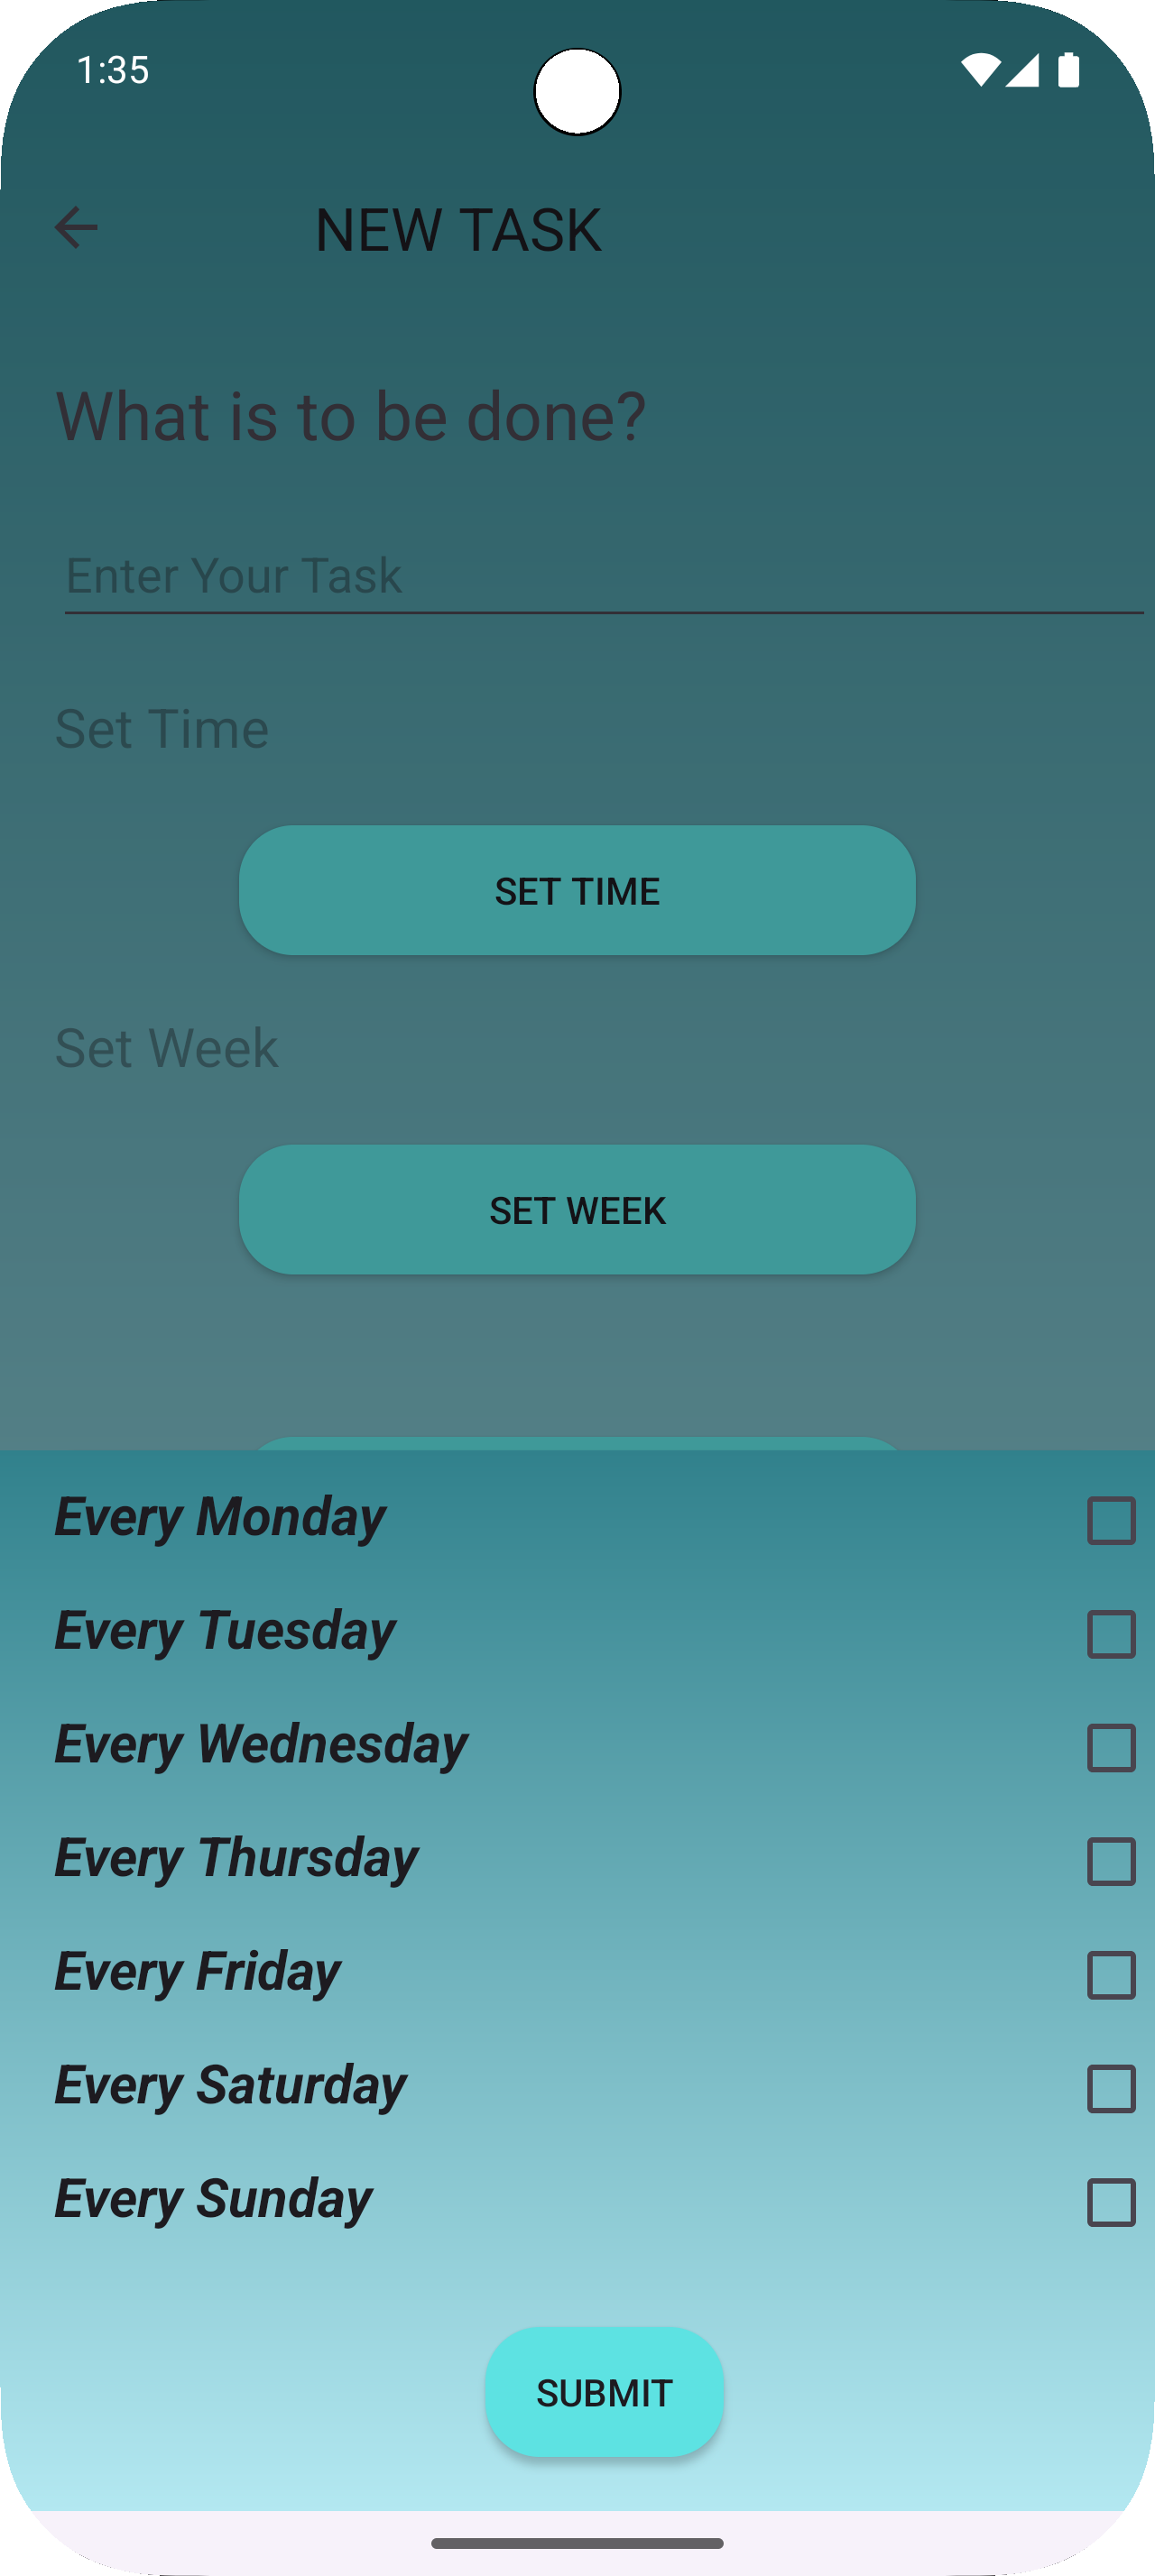 1:35
NEW TASK
What is to be done?
Enter Your Task
Set Time
SET TIME
Set Week
SET WEEK
Every Monday
Every Tuesday
Every Wednesday
Every Thursday
Every Friday
Every Saturday
Every Sunday
SUBMIT